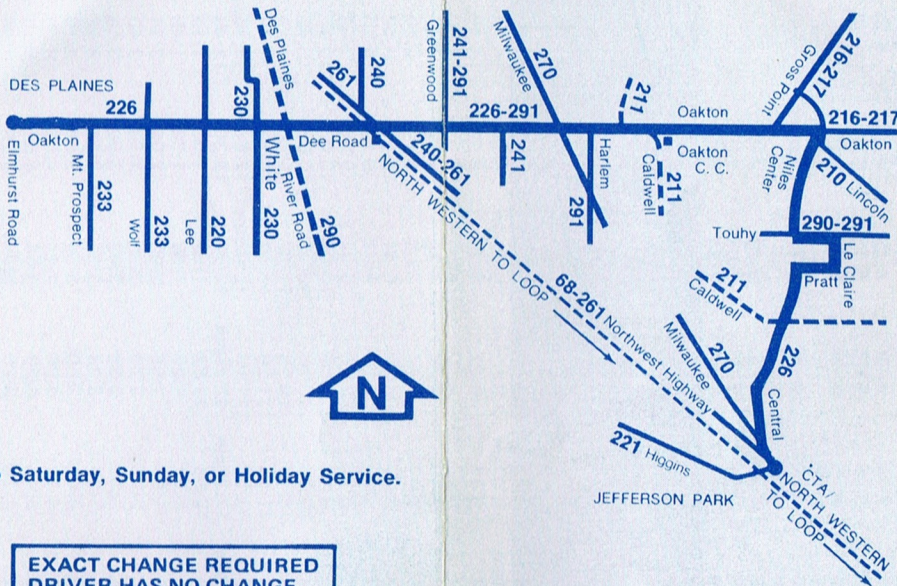 DES PLAINES
226
Oakton
Elmhurst Road
Mt. Prospect
233
Wolf
233
Lee
220
230
White
230
Des Plaines
River Road
290
261
240
Dee Road
240-261
Greenwood
241-291
226-291
241
Milwaukee
270
Harlem
291
211
Caldwell
211
Oakton
Oakton
C. C.
Gross Point
216-217
216-217
Oakton
Niles
Center
210 Lincoln
290-291
Touhy
Le Claire
Pratt
211
Caldwell
NORTH WESTERN TO LOOP
68-261 Northwest Highway
Milwaukee
270
226
Central
221 Higgins
JEFFERSON PARK
CTA/
NORTH WESTERN
TO LOOP
N
Saturday, Sunday, or Holiday Service.
EXACT CHANGE REQUIRED
DRIVER HAS NO CHANGE